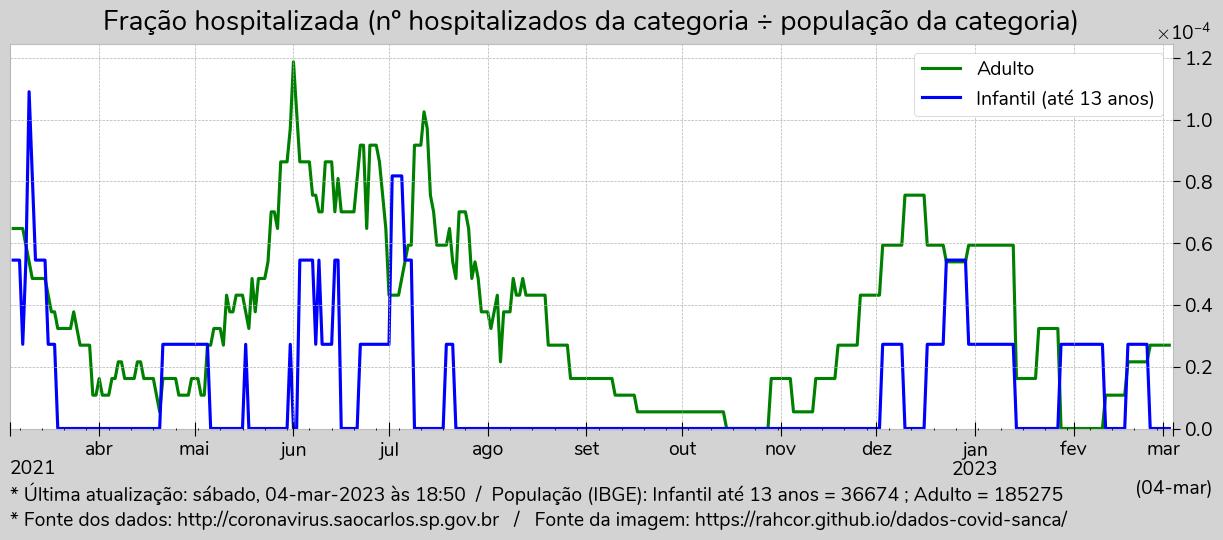 Fração hospitalizada (nº hospitalizados da categoria ÷ população da categoria)
×10⁻⁴
Adulto
Infantil (até 13 anos)
1.2
1.0
0.8
0.6
0.4
0.2
0.0
abr mai jun jul ago set out nov dez jan fev mar
2021 2023
(04-mar)
* Última atualização: sábado, 04-mar-2023 às 18:50 / População (IBGE): Infantil até 13 anos = 36674 ; Adulto = 185275
* Fonte dos dados: http://coronavirus.saocarlos.sp.gov.br / Fonte da imagem: https://rahcor.github.io/dados-covid-sanca/